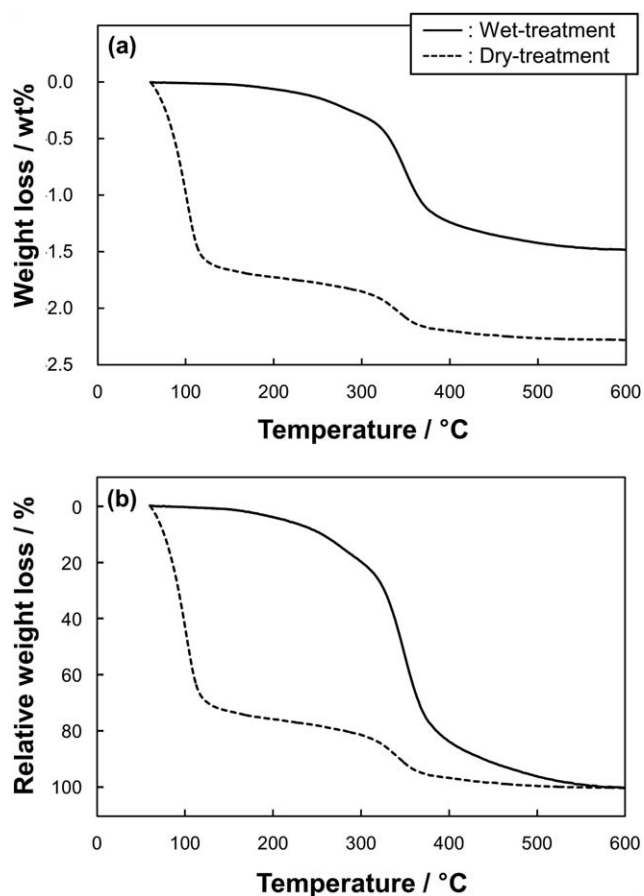 (a)
: Wet-treatment
: Dry-treatment
0.0
0.5
1.0
1.5
2.0
2.5
Weight loss / wt%
0 100 200 300 400 500 600
Temperature / °C
(b)
0
20
40
60
80
100
Relative weight loss / %
0 100 200 300 400 500 600
Temperature / °C